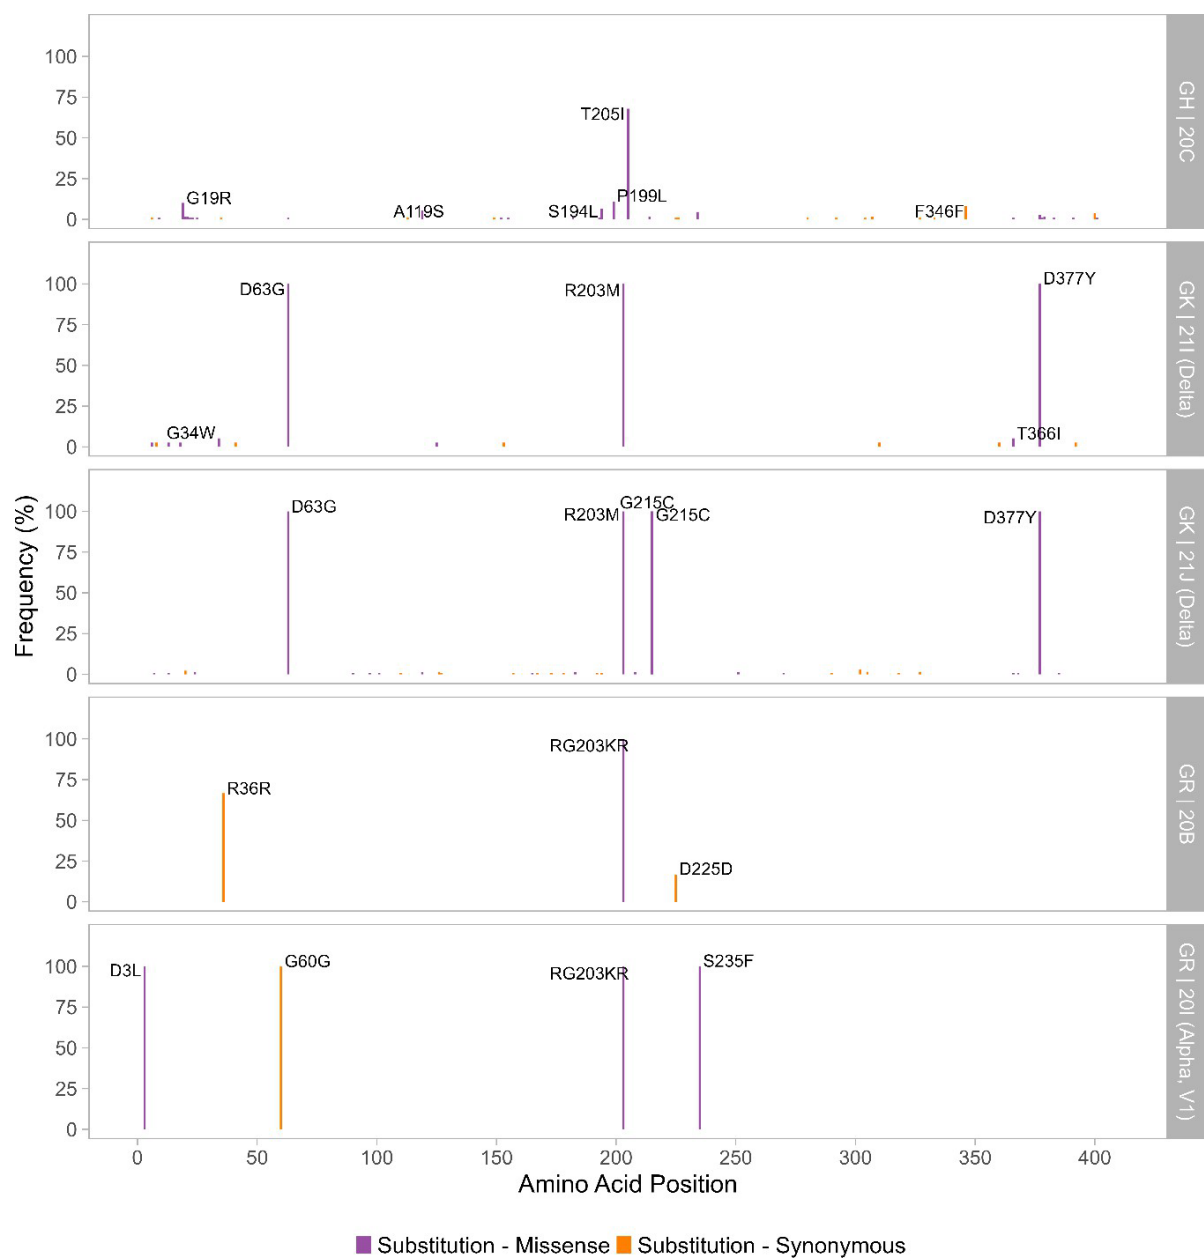 100
75
50
25
0
T205I
G19R
A119S
S194L
P199L
F346F
GH | 20C
100
75
50
25
0
D63G
R203M
D377Y
G34W
T366I
GK | 21I (Delta)
100
75
50
25
0
D63G
R203M
G215C
G215C
D377Y
GK | 21J (Delta)
100
75
50
25
0
R36R
RG203KR
D225D
GR | 20B
100
75
50
25
0
D3L
G60G
RG203KR
S235F
GR | 20I (Alpha, V1)
Frequency (%)
0 50 100 150 200 250 300 350 400
Amino Acid Position
Substitution - Missense Substitution - Synonymous